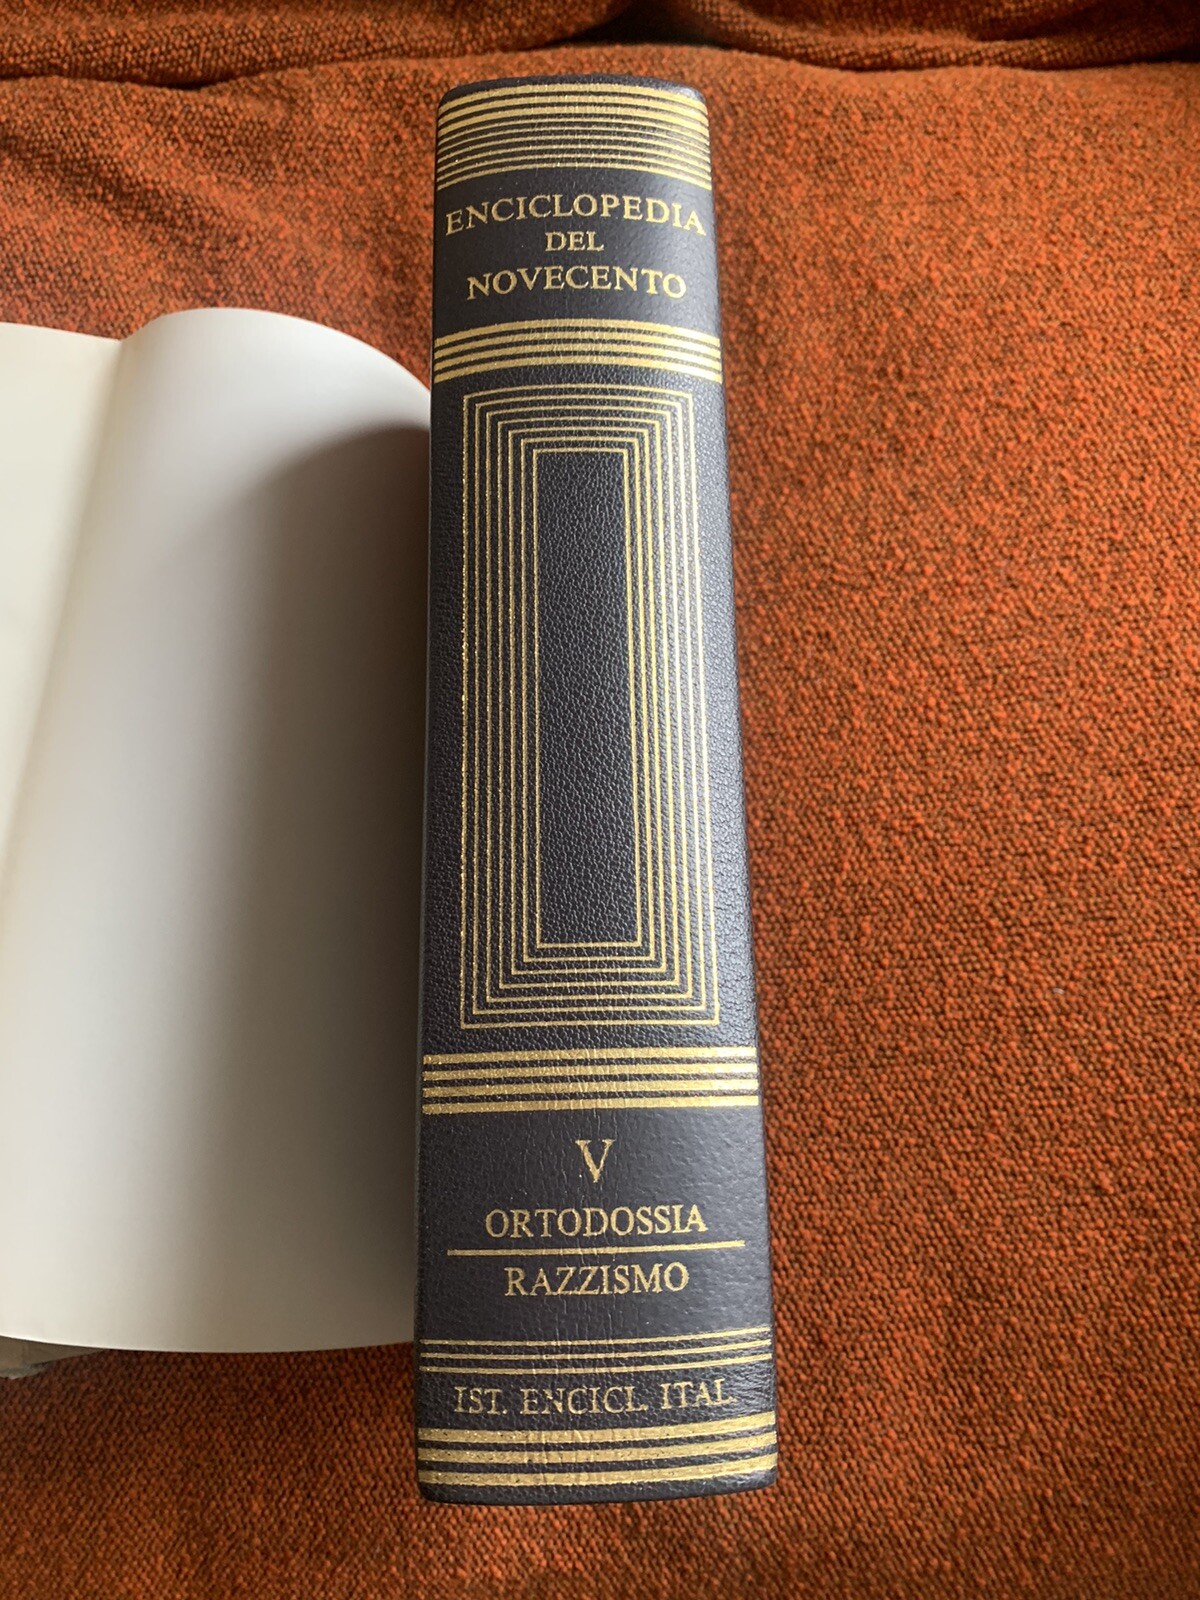 ENCICLOPEDIA
DEL
NOVECENTO
V
ORTODOSSIA
RAZZISMO
IST. ENCICL. ITAL.